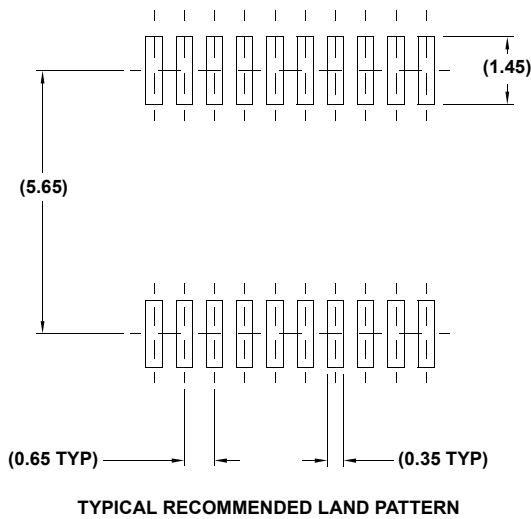 (1.45)
(5.65)
(0.65 TYP)
(0.35 TYP)
TYPICAL RECOMMENDED LAND PATTERN